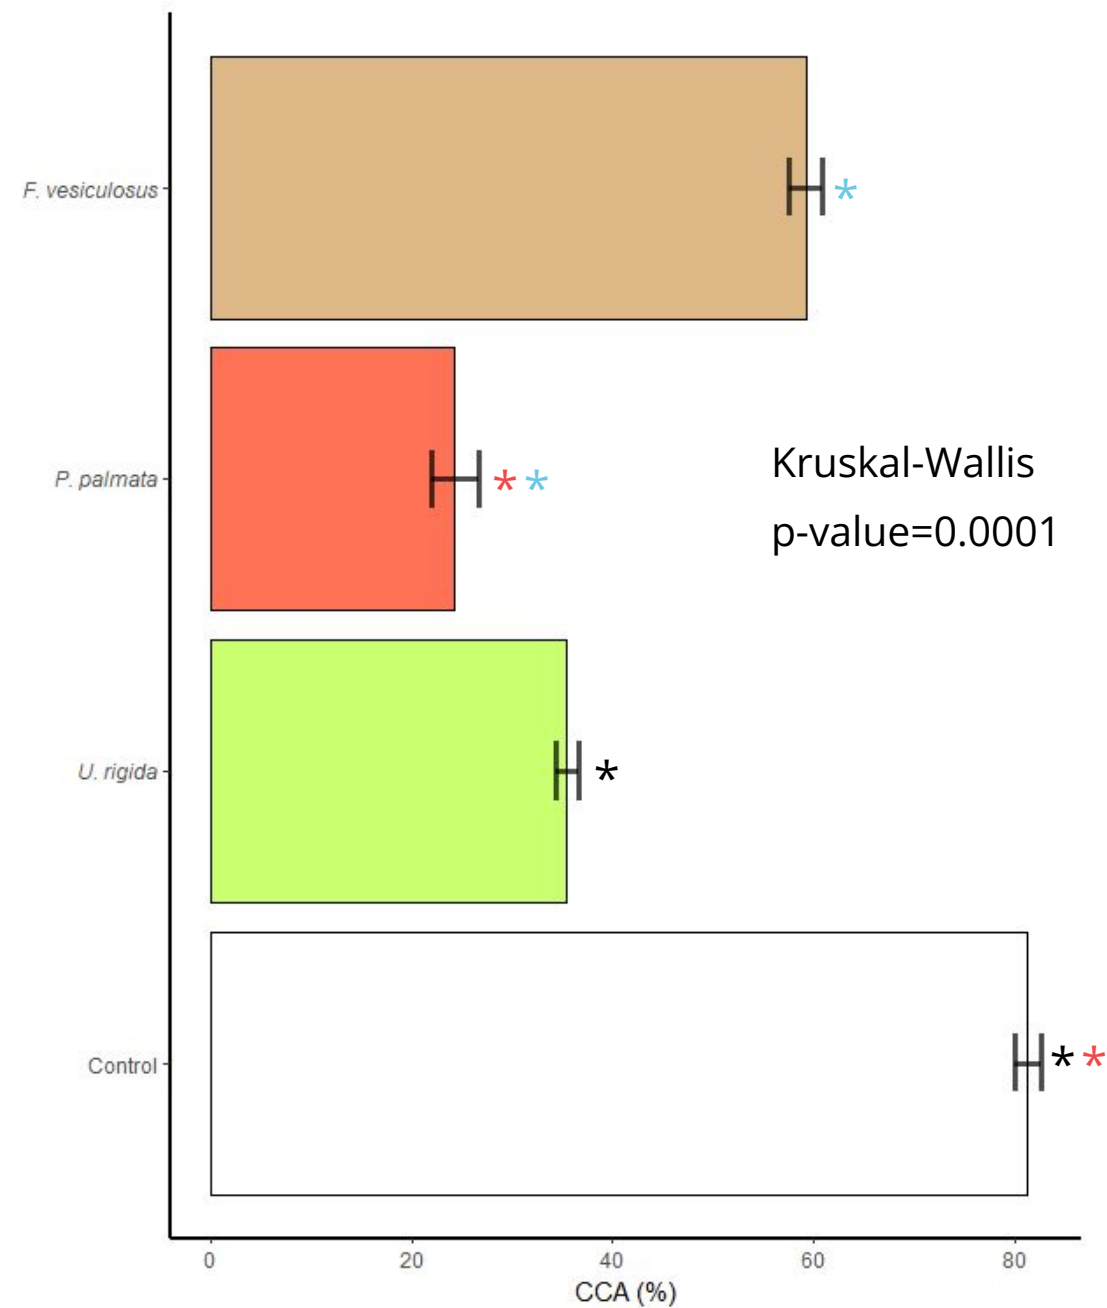 F. vesiculosus
*
P. palmata
* *
Kruskal-Wallis
p-value=0.0001
U. rigida
*
Control
* *
0 20 40 60 80
CCA (%)